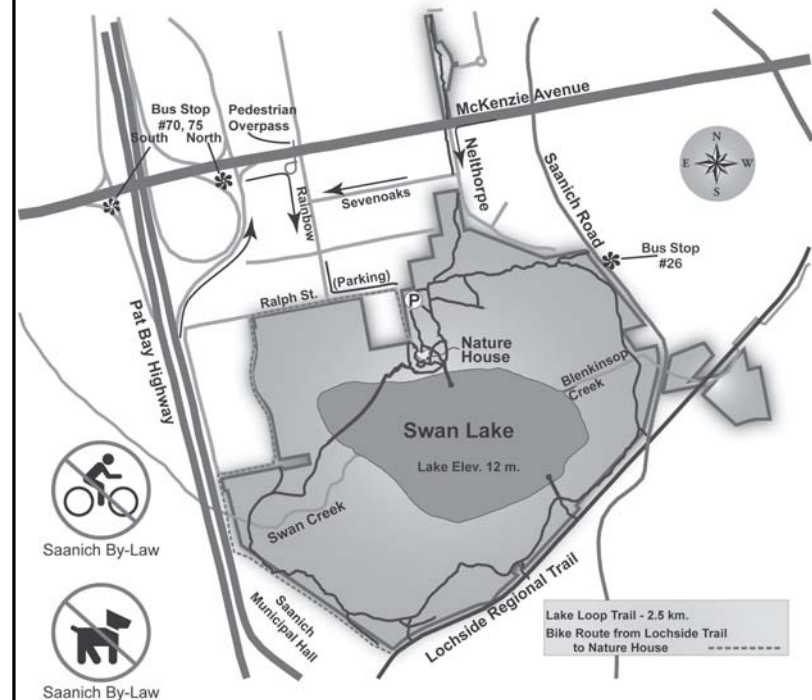 McKenzie Avenue
Bus Stop
#70, 75
South North
Pedestrian
Overpass
Nelthorpe
Saanich Road
N
E W
S
Rainbow
Sevenoaks
Bus Stop
#26
(Parking)
Ralph St.
P
Pat Bay Highway
Nature
House
Blenkinsop
Creek
Swan Lake
Lake Elev. 12 m.
Swan Creek
Saanich By-Law
Saanich
Municipal Hall
Lochside Regional Trail
Saanich By-Law
Lake Loop Trail - 2.5 km.
Bike Route from Lochside Trail
to Nature House